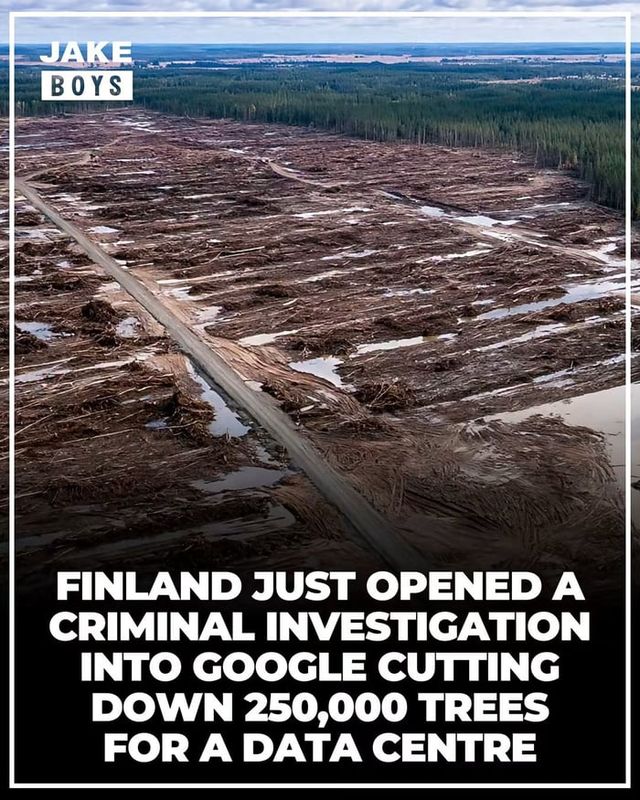 JAKE
BOYS
FINLAND JUST OPENED A
CRIMINAL INVESTIGATION
INTO GOOGLE CUTTING
DOWN 250,000 TREES
FOR A DATA CENTRE